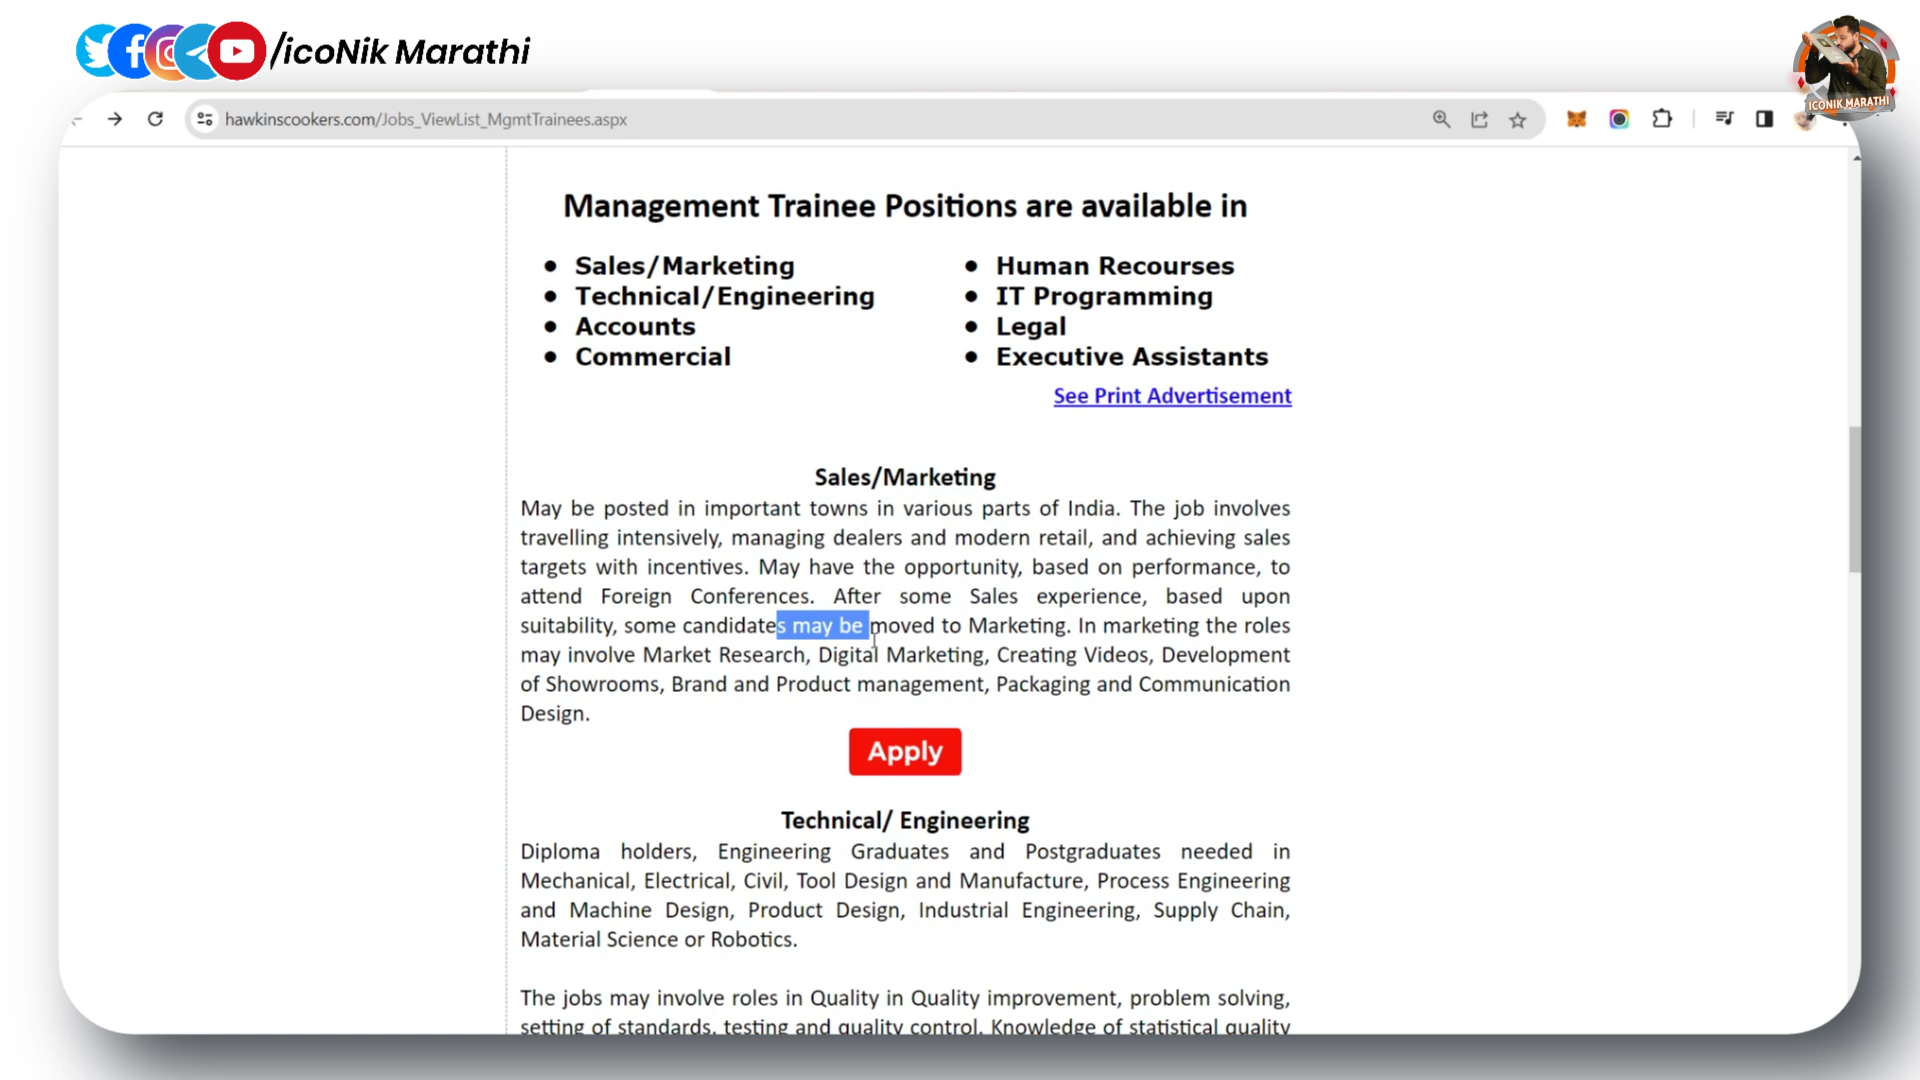 /icoNik Marathi
ICONIK MARATHI
hawkinscookers.com/Jobs_ViewList_MgmtTrainees.aspx
Management Trainee Positions are available in
• Sales/Marketing
• Technical/Engineering
• Accounts
• Commercial
• Human Recourses
• IT Programming
• Legal
• Executive Assistants
See Print Advertisement
Sales/Marketing
May be posted in important towns in various parts of India. The job involves
travelling intensively, managing dealers and modern retail, and achieving sales
targets with incentives. May have the opportunity, based on performance, to
attend Foreign Conferences. After some Sales experience, based upon
suitability, some candidates may be moved to Marketing. In marketing the roles
may involve Market Research, Digital Marketing, Creating Videos, Development
of Showrooms, Brand and Product management, Packaging and Communication
Design.
Apply
Technical/ Engineering
Diploma holders, Engineering Graduates and Postgraduates needed in
Mechanical, Electrical, Civil, Tool Design and Manufacture, Process Engineering
and Machine Design, Product Design, Industrial Engineering, Supply Chain,
Material Science or Robotics.
The jobs may involve roles in Quality in Quality improvement, problem solving,
setting of standards, testing and quality control. Knowledge of statistical quality